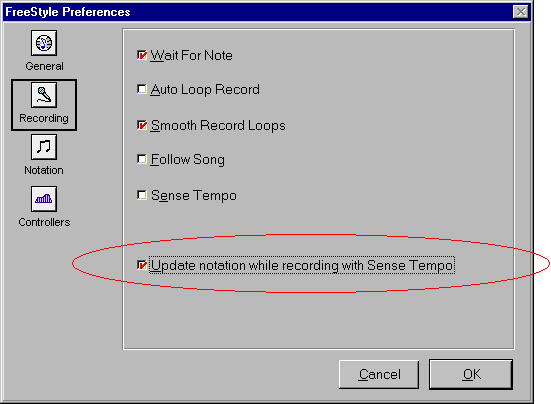 FreeStyle Preferences
General
Recording
Notation
Controllers
Wait For Note
Auto Loop Record
Smooth Record Loops
Follow Song
Sense Tempo
Update notation while recording with Sense Tempo
Cancel
OK